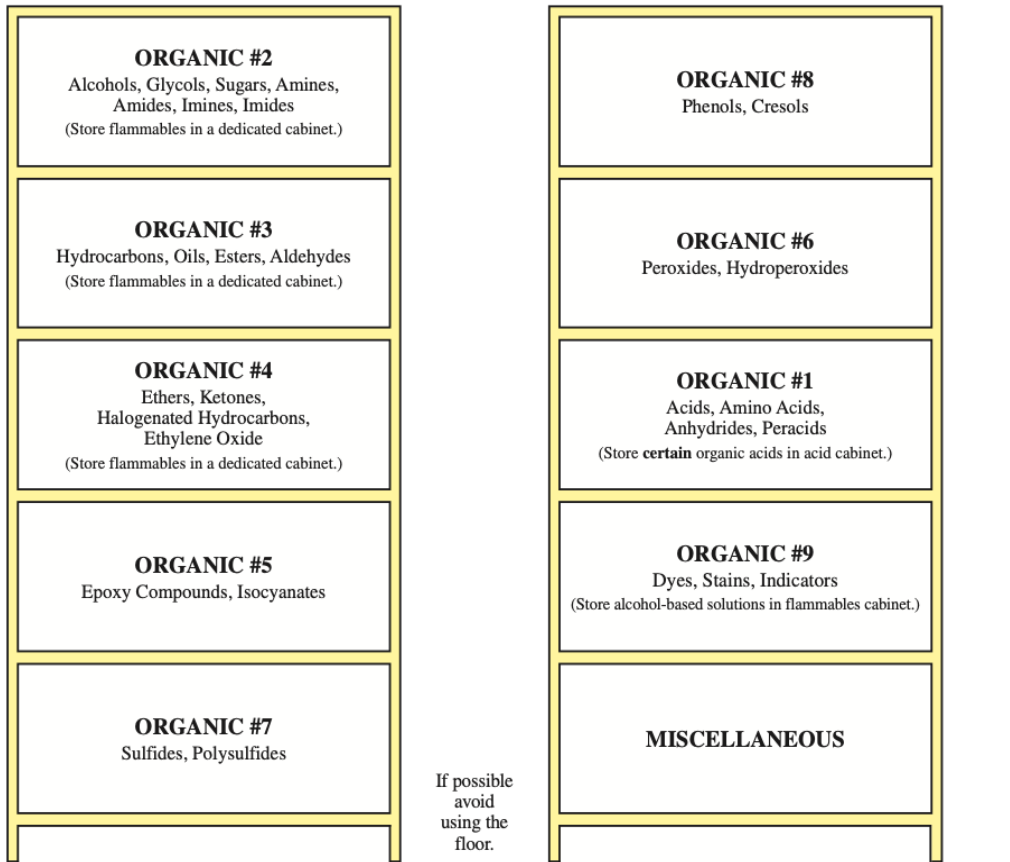 ORGANIC #2
Alcohols, Glycols, Sugars, Amines,
Amides, Imines, Imides
(Store flammables in a dedicated cabinet.)
ORGANIC #3
Hydrocarbons, Oils, Esters, Aldehydes
(Store flammables in a dedicated cabinet.)
ORGANIC #4
Ethers, Ketones,
Halogenated Hydrocarbons,
Ethylene Oxide
(Store flammables in a dedicated cabinet.)
ORGANIC #5
Epoxy Compounds, Isocyanates
ORGANIC #7
Sulfides, Polysulfides
If possible
avoid
using the
floor.
ORGANIC #8
Phenols, Cresols
ORGANIC #6
Peroxides, Hydroperoxides
ORGANIC #1
Acids, Amino Acids,
Anhydrides, Peracids
(Store certain organic acids in acid cabinet.)
ORGANIC #9
Dyes, Stains, Indicators
(Store alcohol-based solutions in flammables cabinet.)
MISCELLANEOUS